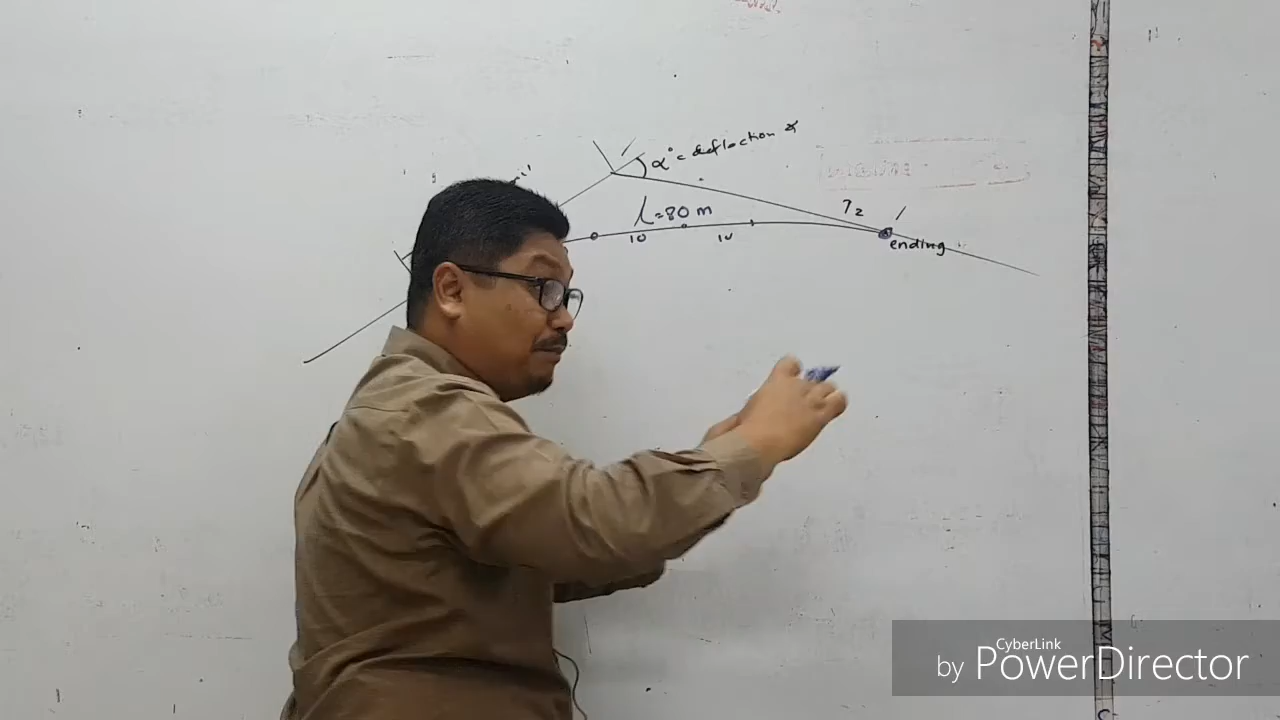 α° = deflection ∡
l = 80 m
10
10
T2
ending
CyberLink
by PowerDirector